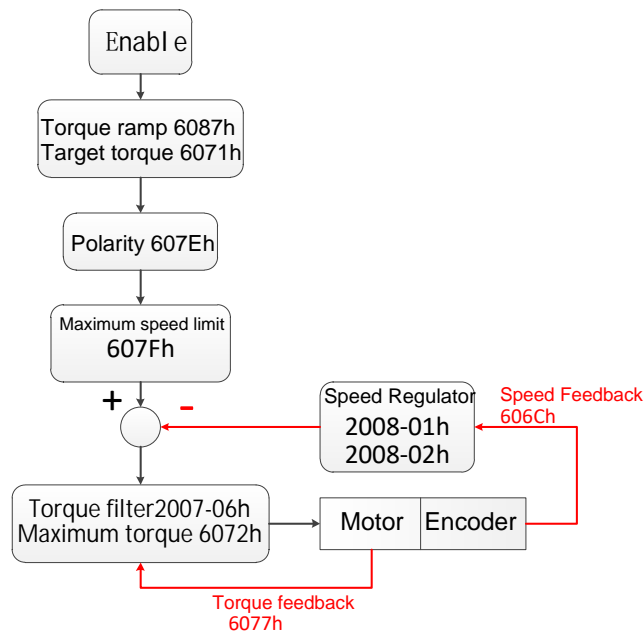 Enable
Torque ramp 6087h
Target torque 6071h
Polarity 607Eh
Maximum speed limit
607Fh
+
-
Speed Regulator
2008-01h
2008-02h
Speed Feedback
606Ch
Torque filter2007-06h
Maximum torque 6072h
Motor
Encoder
Torque feedback
6077h